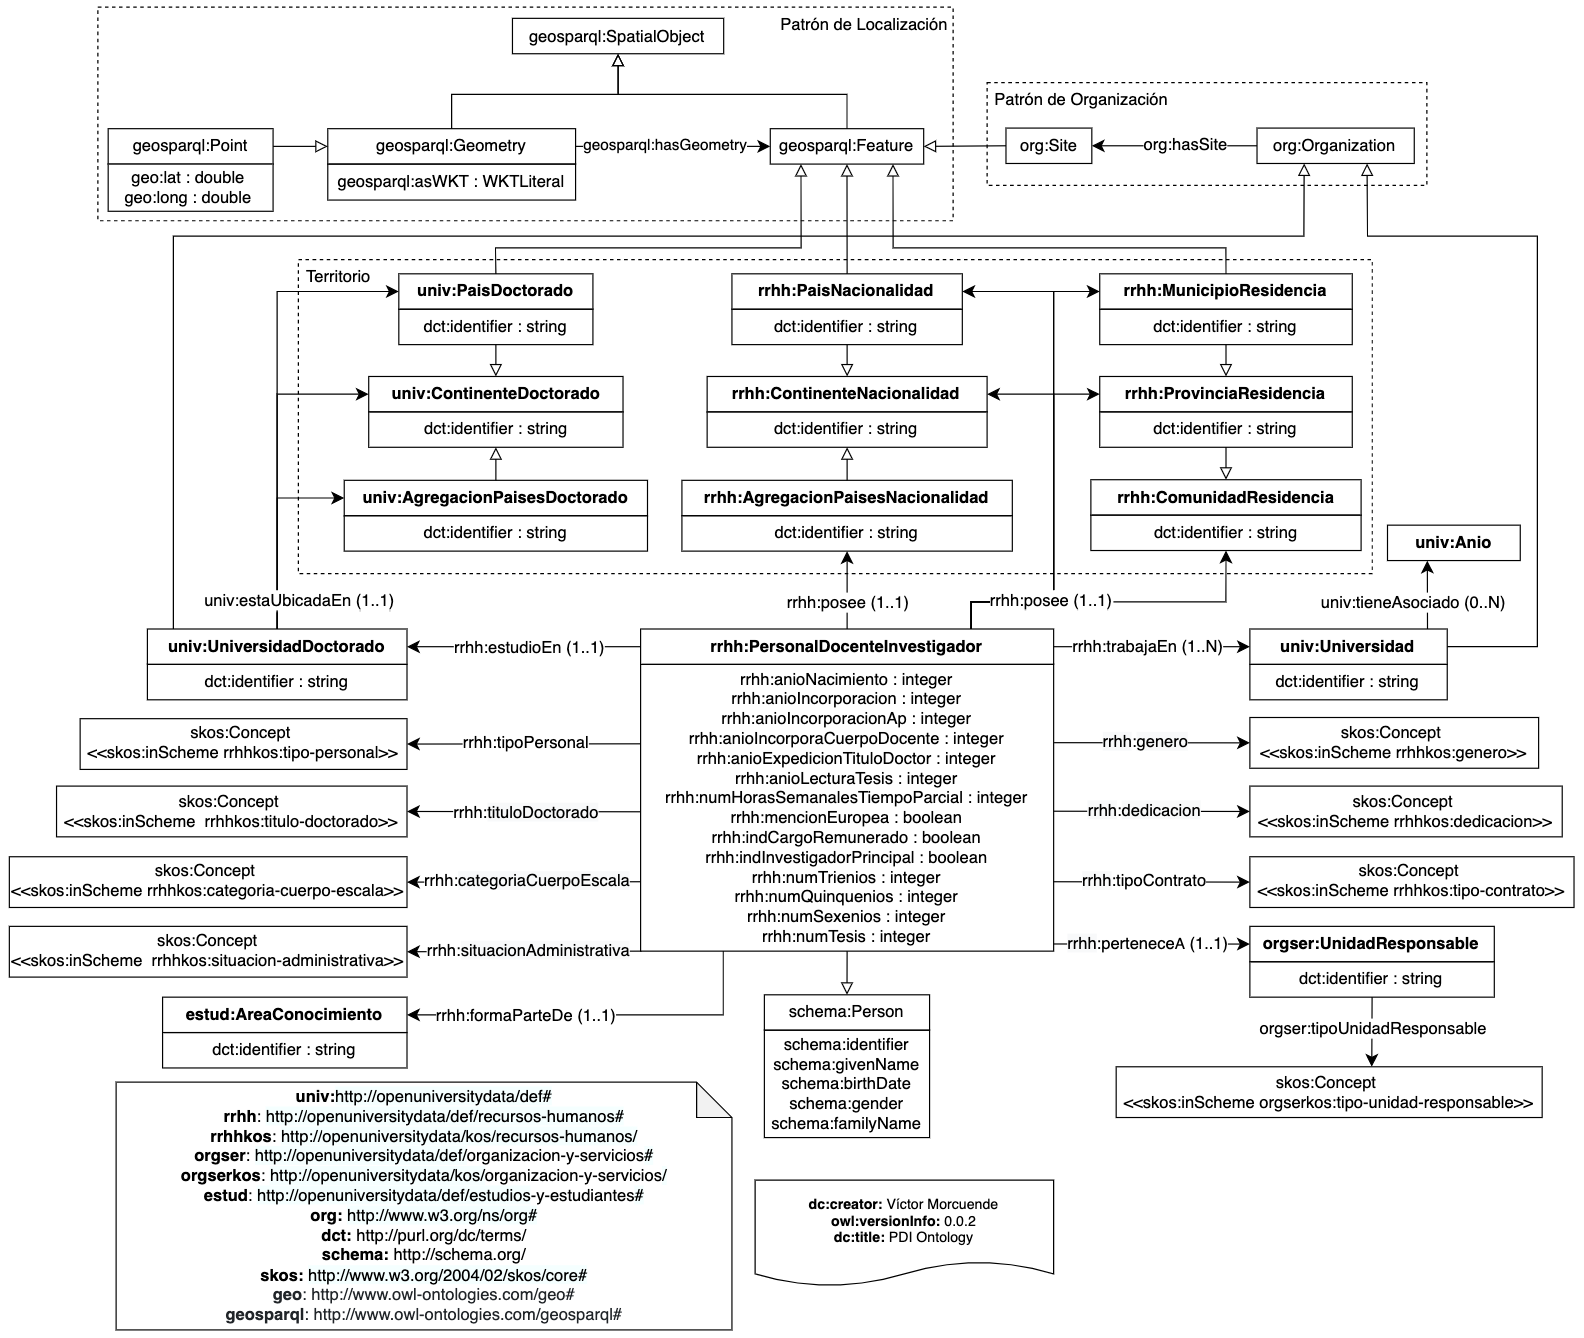 Patrón de Localización
geosparql:SpatialObject
Patrón de Organización
geosparql:Point
geo:lat : double
geo:long : double
geosparql:Geometry
geosparql:asWKT : WKTLiteral
geosparql:hasGeometry
geosparql:Feature
org:Site
org:hasSite
org:Organization
Territorio
univ:PaisDoctorado
dct:identifier : string
rrhh:PaisNacionalidad
dct:identifier : string
rrhh:MunicipioResidencia
dct:identifier : string
univ:ContinenteDoctorado
dct:identifier : string
rrhh:ContinenteNacionalidad
dct:identifier : string
rrhh:ProvinciaResidencia
dct:identifier : string
univ:AgregacionPaisesDoctorado
dct:identifier : string
rrhh:AgregacionPaisesNacionalidad
dct:identifier : string
rrhh:ComunidadResidencia
dct:identifier : string
univ:Anio
univ:estaUbicadaEn (1..1)
rrhh:posee (1..1)
rrhh:posee (1..1)
univ:tieneAsociado (0..N)
univ:UniversidadDoctorado
dct:identifier : string
rrhh:estudioEn (1..1)
rrhh:PersonalDocenteInvestigador
rrhh:anioNacimiento : integer
rrhh:anioIncorporacion : integer
rrhh:anioIncorporacionAp : integer
rrhh:anioIncorporaCuerpoDocente : integer
rrhh:anioExpedicionTituloDoctor : integer
rrhh:anioLecturaTesis : integer
rrhh:numHorasSemanalesTiempoParcial : integer
rrhh:mencionEuropea : boolean
rrhh:indCargoRemunerado : boolean
rrhh:indInvestigadorPrincipal : boolean
rrhh:numTrienios : integer
rrhh:numQuinquenios : integer
rrhh:numSexenios : integer
rrhh:numTesis : integer
rrhh:trabajaEn (1..N)
univ:Universidad
dct:identifier : string
skos:Concept
<<skos:inScheme rrhhkos:tipo-personal>>
rrhh:tipoPersonal
rrhh:genero
skos:Concept
<<skos:inScheme rrhhkos:genero>>
skos:Concept
<<skos:inScheme rrhhkos:titulo-doctorado>>
rrhh:tituloDoctorado
rrhh:dedicacion
skos:Concept
<<skos:inScheme rrhhkos:dedicacion>>
skos:Concept
<<skos:inScheme rrhhkos:categoria-cuerpo-escala>>
rrhh:categoriaCuerpoEscala
rrhh:tipoContrato
skos:Concept
<<skos:inScheme rrhhkos:tipo-contrato>>
skos:Concept
<<skos:inScheme rrhhkos:situacion-administrativa>>
rrhh:situacionAdministrativa
rrhh:perteneceA (1..1)
orgser:UnidadResponsable
dct:identifier : string
estud:AreaConocimiento
dct:identifier : string
rrhh:formaParteDe (1..1)
schema:Person
schema:identifier
schema:givenName
schema:birthDate
schema:gender
schema:familyName
orgser:tipoUnidadResponsable
skos:Concept
<<skos:inScheme orgserkos:tipo-unidad-responsable>>
univ:http://openuniversitydata/def#
rrhh: http://openuniversitydata/def/recursos-humanos#
rrhhkos: http://openuniversitydata/kos/recursos-humanos/
orgser: http://openuniversitydata/def/organizacion-y-servicios#
orgserkos: http://openuniversitydata/kos/organizacion-y-servicios/
estud: http://openuniversitydata/def/estudios-y-estudiantes#
org: http://www.w3.org/ns/org#
dct: http://purl.org/dc/terms/
schema: http://schema.org/
skos: http://www.w3.org/2004/02/skos/core#
geo: http://www.owl-ontologies.com/geo#
geosparql: http://www.owl-ontologies.com/geosparql#
dc:creator: Víctor Morcuende
owl:versionInfo: 0.0.2
dc:title: PDI Ontology